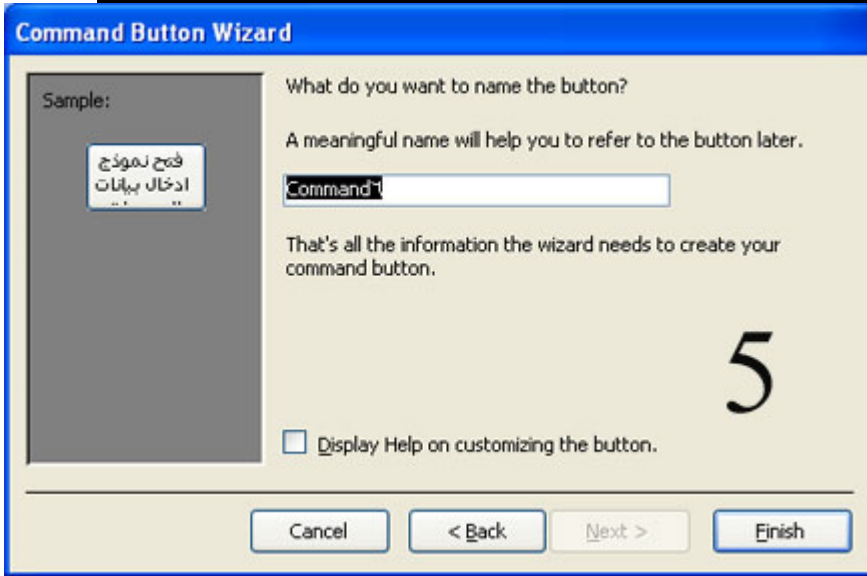 Command Button Wizard
Sample:
فتح نموذج
ادخال بيانات
What do you want to name the button?
A meaningful name will help you to refer to the button later.
Command٦
That's all the information the wizard needs to create your
command button.
5
Display Help on customizing the button.
Cancel
< Back
Next >
Finish